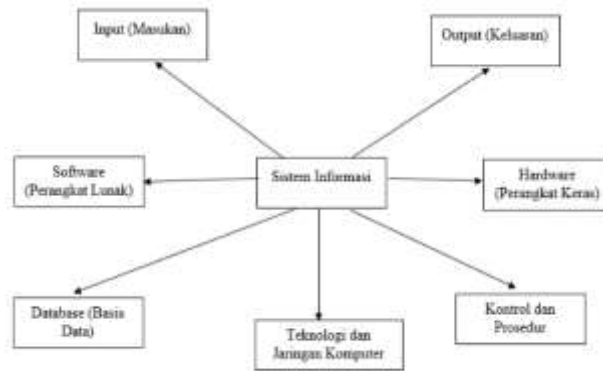 Input (Masukan)
Output (Keluaran)
Software
(Perangkat Lunak)
Sistem Informasi
Hardware
(Perangkat Keras)
Database (Basis
Data)
Teknologi dan
Jaringan Komputer
Kontrol dan
Prosedur